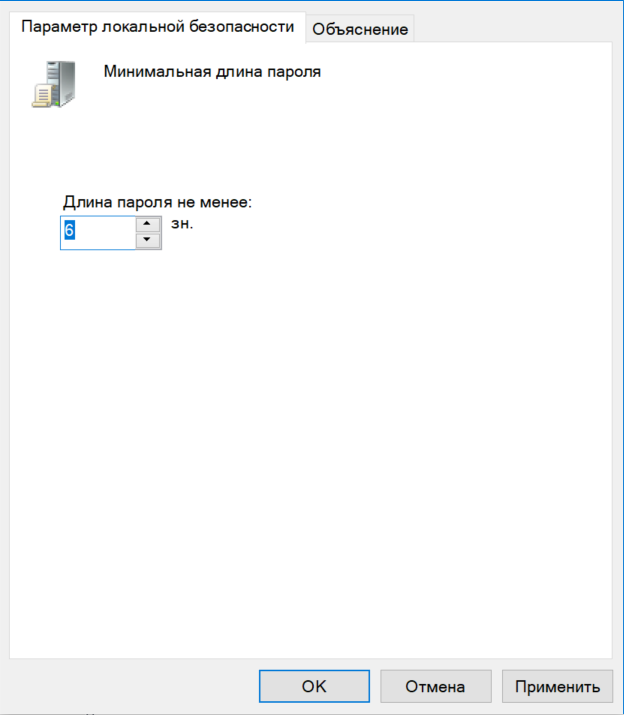 Параметр локальной безопасности
Объяснение
Минимальная длина пароля
Длина пароля не менее:
6 зн.
OK
Отмена
Применить